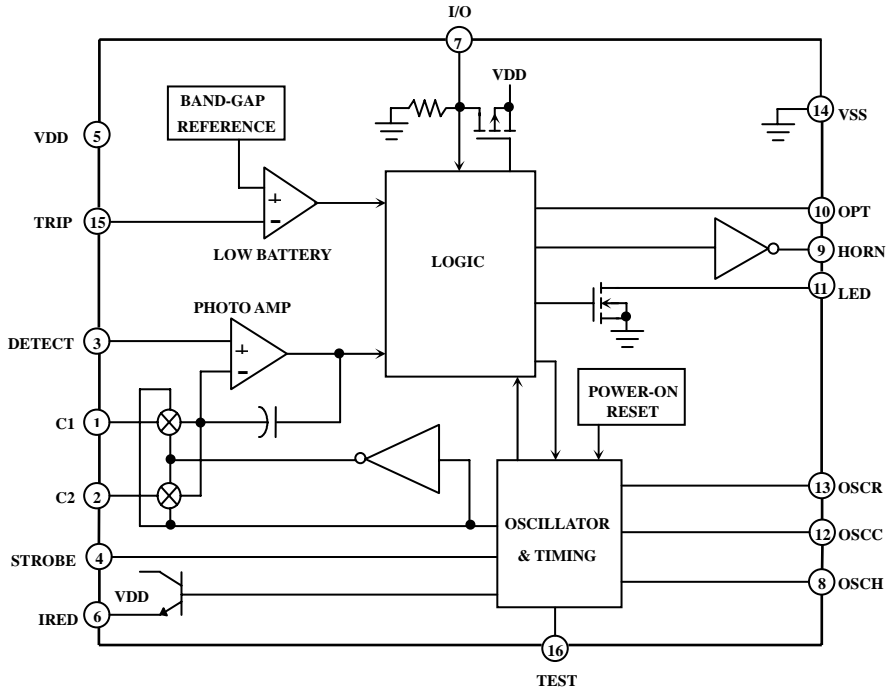 I/O
7
VDD
BAND-GAP
REFERENCE
14
VSS
VDD
5
+
-
TRIP
15
LOW BATTERY
10
OPT
9
HORN
11
LED
LOGIC
PHOTO AMP
DETECT
3
+
-
POWER-ON
RESET
C1
1
C2
2
13
OSCR
OSCILLATOR
& TIMING
12
OSCC
STROBE
4
8
OSCH
VDD
IRED
6
16
TEST